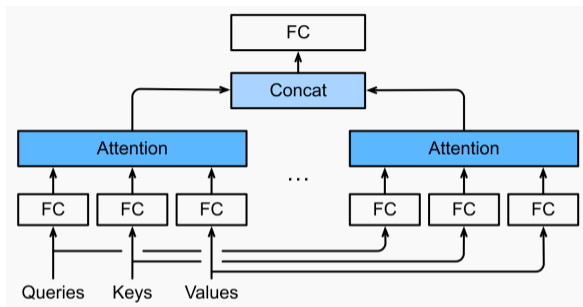 FC
Concat
Attention
Attention
...
FC
FC
FC
FC
FC
FC
Queries
Keys
Values